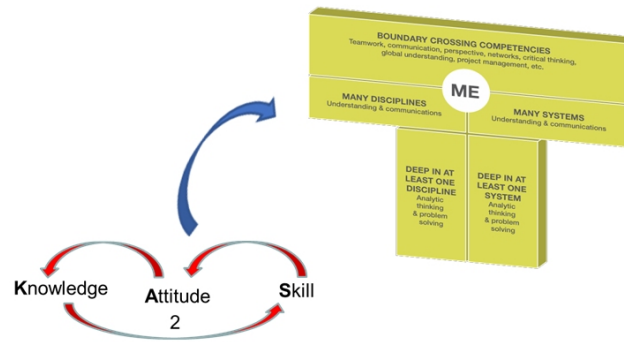 BOUNDARY CROSSING COMPETENCIES
Teamwork, communication, perspective, networks, critical thinking,
global understanding, project management, etc.
ME
MANY DISCIPLINES
Understanding & communications
MANY SYSTEMS
Understanding & communications
DEEP IN AT
LEAST ONE
DISCIPLINE
Analytic
thinking
& problem
solving
DEEP IN AT
LEAST ONE
SYSTEM
Analytic
thinking
& problem
solving
Knowledge
Attitude
2
Skill